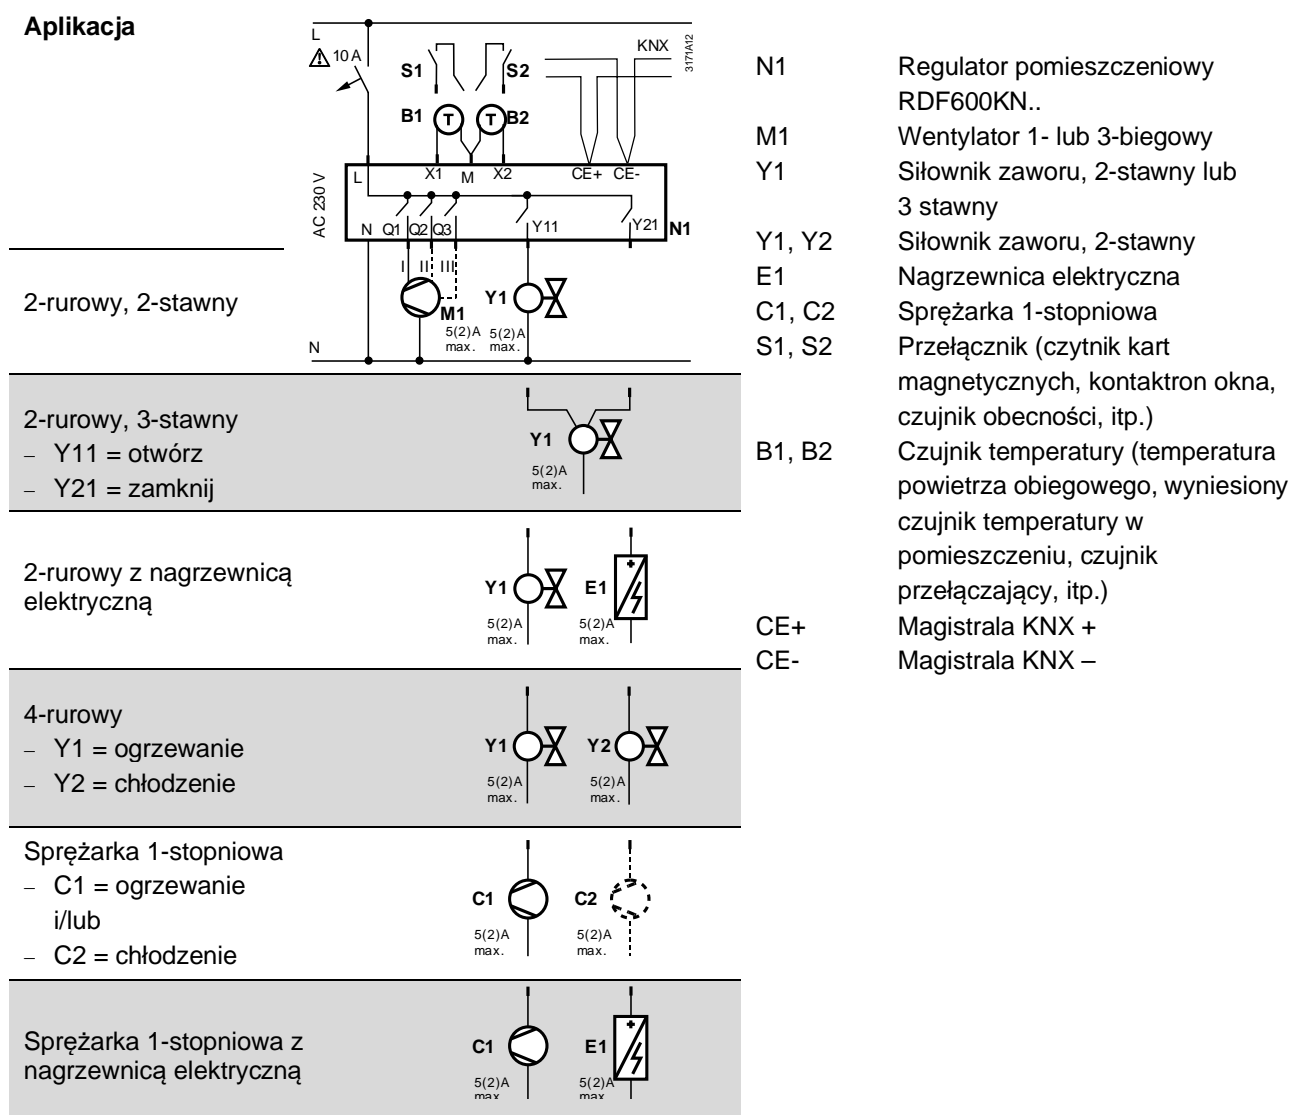 Aplikacja
L
10 A
KNX
3171A12
S1
S2
B1
T
T
B2
AC 230 V
L
X1
M
X2
CE+
CE-
N
Q1
Q2
Q3
Y11
Y21
N1
I
II
III
M1
Y1
5(2)A
max.
5(2)A
max.
N
2-rurowy, 2-stawny
2-rurowy, 3-stawny
– Y11 = otwórz
– Y21 = zamknij
Y1
5(2)A
max.
2-rurowy z nagrzewnicą
elektryczną
Y1
5(2)A
max.
E1
5(2)A
max.
4-rurowy
– Y1 = ogrzewanie
– Y2 = chłodzenie
Y1
5(2)A
max.
Y2
5(2)A
max.
Sprężarka 1-stopniowa
– C1 = ogrzewanie
i/lub
– C2 = chłodzenie
C1
5(2)A
max.
C2
5(2)A
max.
Sprężarka 1-stopniowa z
nagrzewnicą elektryczną
C1
5(2)A
max
E1
5(2)A
max
N1 Regulator pomieszczeniowy
RDF600KN..
M1 Wentylator 1- lub 3-biegowy
Y1 Siłownik zaworu, 2-stawny lub
3 stawny
Y1, Y2 Siłownik zaworu, 2-stawny
E1 Nagrzewnica elektryczna
C1, C2 Sprężarka 1-stopniowa
S1, S2 Przełącznik (czytnik kart
magnetycznych, kontaktron okna,
czujnik obecności, itp.)
B1, B2 Czujnik temperatury (temperatura
powietrza obiegowego, wyniesiony
czujnik temperatury w
pomieszczeniu, czujnik
przełączający, itp.)
CE+ Magistrala KNX +
CE- Magistrala KNX –